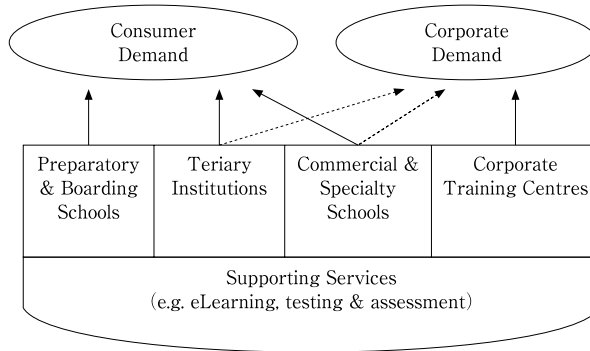 Consumer
Demand
Corporate
Demand
Preparatory
& Boarding
Schools
Teriary
Institutions
Commercial &
Specialty
Schools
Corporate
Training Centres
Supporting Services
(e.g. eLearning, testing & assessment)